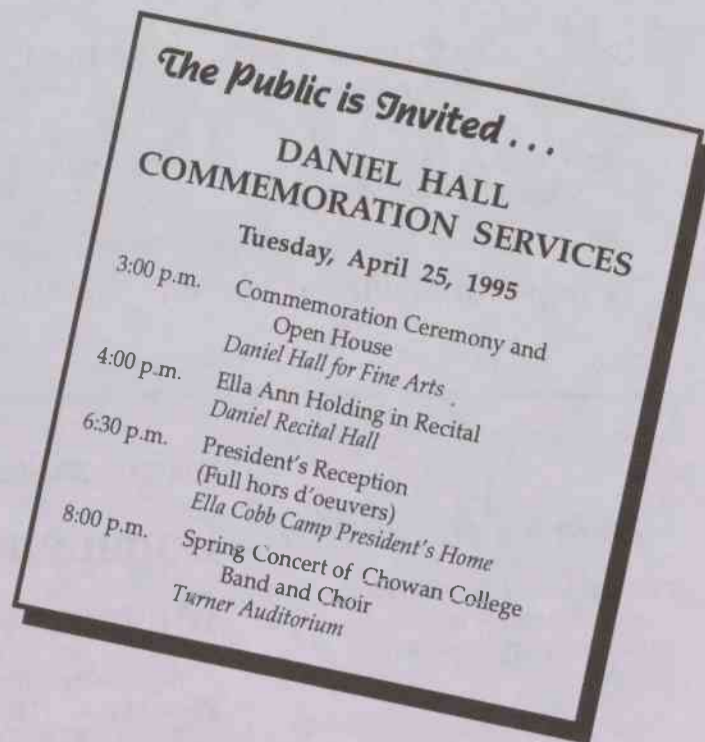 The Public is Invited . . .
DANIEL HALL
COMMEMORATION SERVICES
Tuesday, April 25, 1995
3:00 p.m. Commemoration Ceremony and
Open House
Daniel Hall for Fine Arts
4:00 p.m. Ella Ann Holding in Recital
Daniel Recital Hall
6:30 p.m. President's Reception
(Full hors d'oeuvers)
Ella Cobb Camp President's Home
8:00 p.m. Spring Concert of Chowan College
Band and Choir
Turner Auditorium